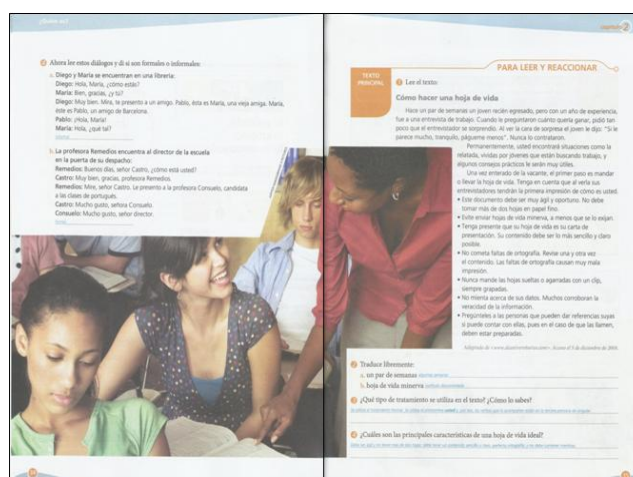 ¿Quién es?
Ahora lee estos diálogos y di si son formales o informales:
a. Diego y María se encuentran en una librería:
Diego: Hola, María, ¿cómo estás?
María: Bien, gracias, ¿y tú?
Diego: Muy bien. Mira, te presento a un amigo. Pablo, ésta es María, una vieja amiga. María,
éste es Pablo, un amigo de Barcelona.
Pablo: ¡Hola, María!
María: Hola, ¿qué tal?
b. La profesora Remedios encuentra al director de la escuela
en la puerta de su despacho:
Remedios: Buenos días, señor Castro, ¿cómo está usted?
Castro: Muy bien, gracias, profesora Remedios.
Remedios: Mire, señor Castro. Le presento a la profesora Consuelo, candidata
a las clases de portugués.
Castro: Mucho gusto, señora Consuelo.
Consuelo: Mucho gusto, señor director.
2
PARA LEER Y REACCIONAR
TEXTO
PRINCIPAL
1 Lee el texto:
Cómo hacer una hoja de vida
Hace un par de semanas un joven recién egresado, pero con un año de experiencia,
fue a una entrevista de trabajo. Cuando le preguntaron cuánto quería ganar, pidió tan
poco que el entrevistador se sorprendió. Al ver la cara de sorpresa el joven le dijo: "Si le
parece mucho, tranquilo, págueme menos". Nunca lo contrataron.
Permanentemente, usted encontrará situaciones como la
relatada, vividas por jóvenes que están buscando trabajo, y
algunos consejos prácticos le serán muy útiles.
Una vez enterado de la vacante, el primer paso es mandar
o llevar la hoja de vida. Tenga en cuenta que al verla sus
entrevistadores tendrán la primera impresión de cómo es usted.
• Este documento debe ser muy ágil y oportuno. No debe
tomar más de dos hojas en papel fino.
• Evite enviar hojas de vida minerva, a menos que se lo exijan.
• Tenga presente que su hoja de vida es su carta de
presentación. Su contenido debe ser lo más sencillo y claro
posible.
• No cometa faltas de ortografía. Revise una y otra vez
el contenido. Las faltas de ortografía causan muy mala
impresión.
• Nunca mande las hojas sueltas o agarradas con un clip,
siempre grapadas.
• No mienta acerca de sus datos. Muchos corroboran la
veracidad de la información.
• Pregúnteles a las personas que pueden dar referencias suyas
si puede contar con ellas, pues en el caso de que las llamen,
deben estar preparadas.
2 Traduce libremente:
a. un par de semanas
b. hoja de vida minerva
3 ¿Qué tipo de tratamiento se utiliza en el texto? ¿Cómo lo sabes?
4 ¿Cuáles son las principales características de una hoja de vida ideal?